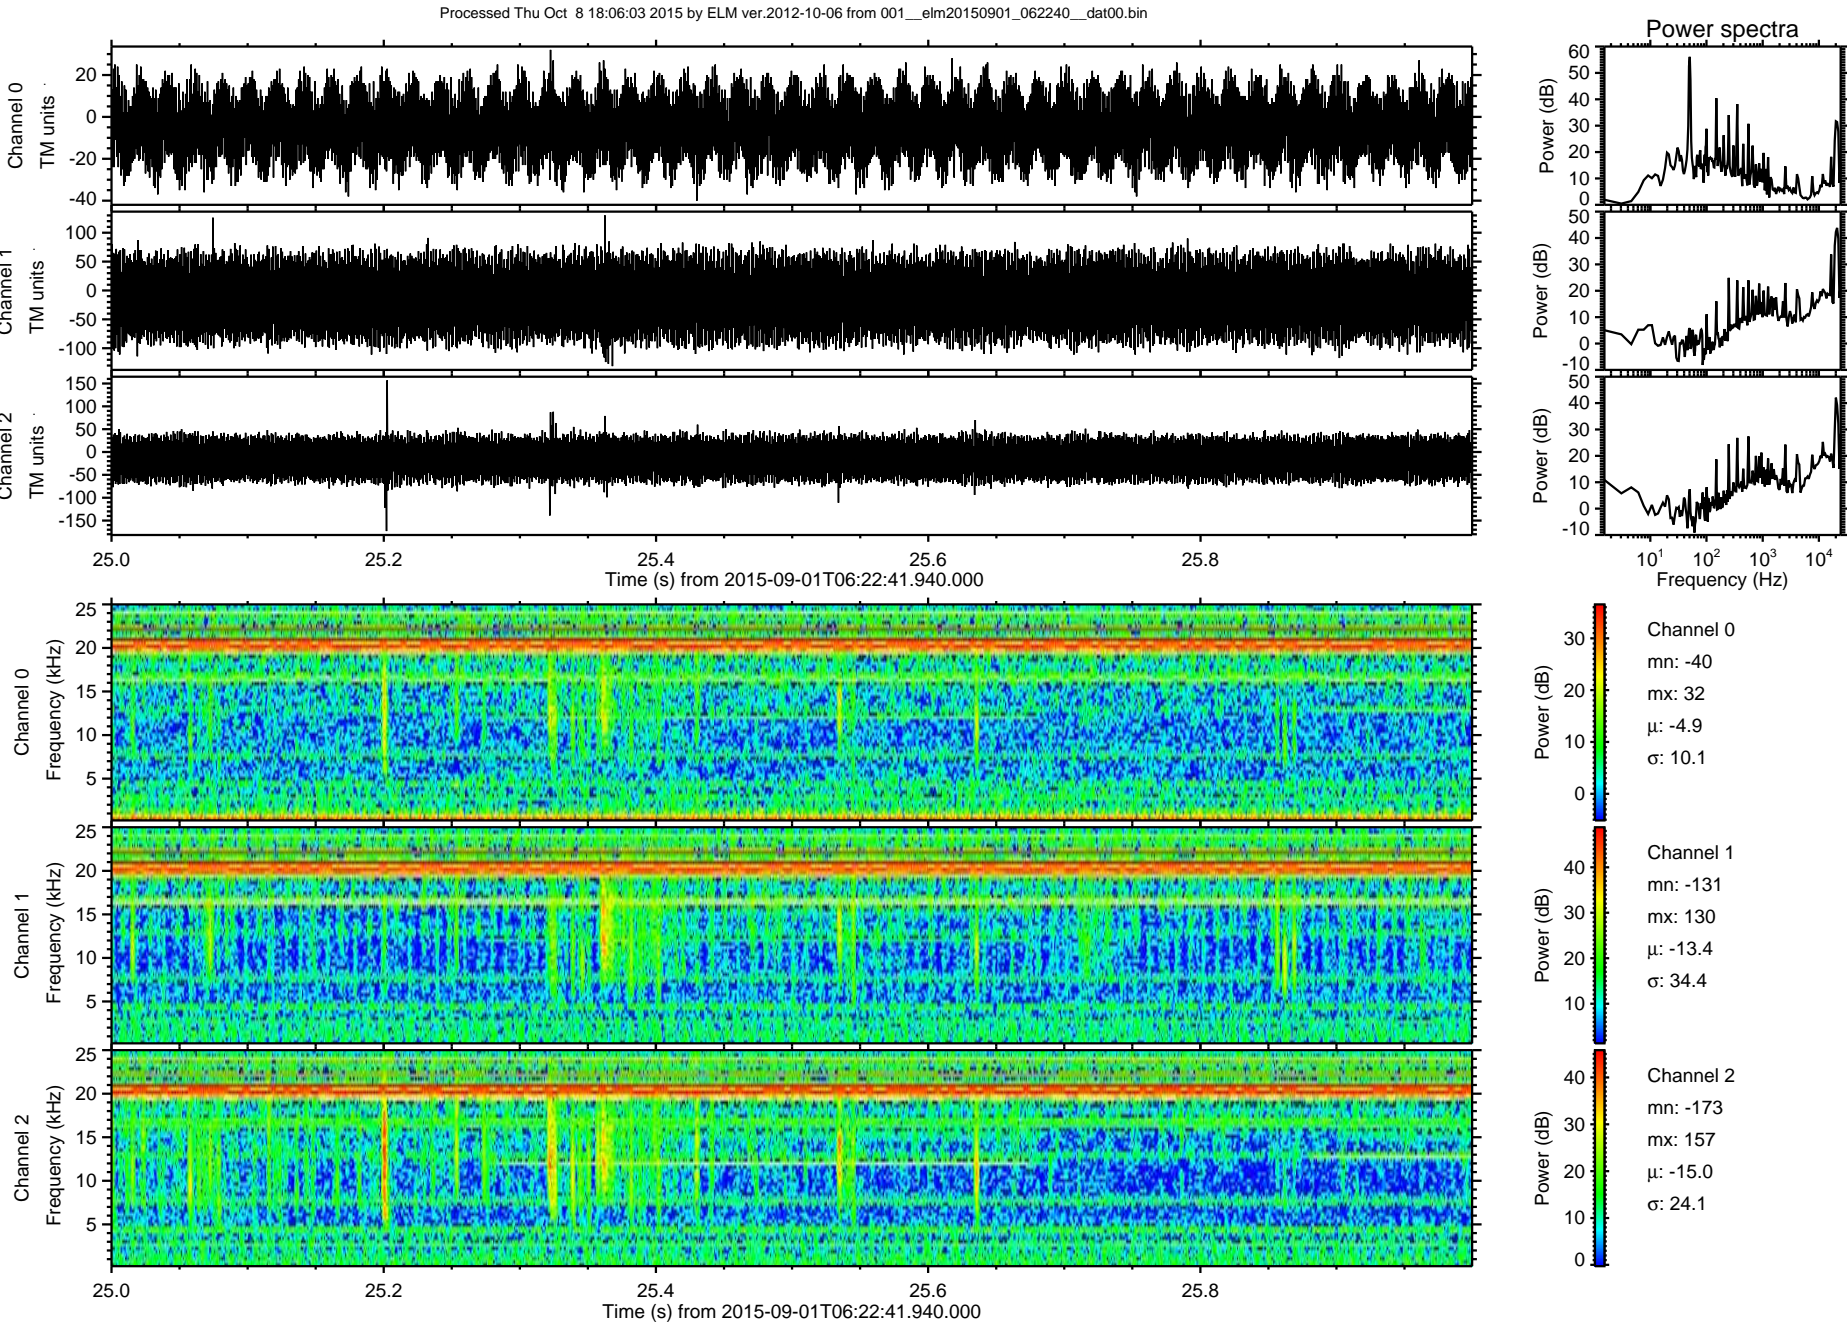 Processed Thu Oct  8 18:06:03 2015 by ELM ver.2012-10-06 from 001__elm20150901_062240__dat00.bin
Power spectra
Channel 0
TM units
20
0
-20
-40
Power (dB)
60
50
40
30
20
10
0
Channel 1
TM units
100
50
0
-50
-100
Power (dB)
50
40
30
20
10
0
-10
Channel 2
TM units
150
100
50
0
-50
-100
-150
Power (dB)
50
40
30
20
10
0
-10
25.0 25.2 25.4 25.6 25.8
Time (s) from 2015-09-01T06:22:41.940.000
10^1 10^2 10^3 10^4
Frequency (Hz)
Channel 0
Frequency (kHz)
25
20
15
10
5
Power (dB)
30
20
10
0
Channel 0
mn: -40
mx: 32
μ: -4.9
σ: 10.1
Channel 1
Frequency (kHz)
25
20
15
10
5
Power (dB)
40
30
20
10
Channel 1
mn: -131
mx: 130
μ: -13.4
σ: 34.4
Channel 2
Frequency (kHz)
25
20
15
10
5
Power (dB)
40
30
20
10
0
Channel 2
mn: -173
mx: 157
μ: -15.0
σ: 24.1
25.0 25.2 25.4 25.6 25.8
Time (s) from 2015-09-01T06:22:41.940.000